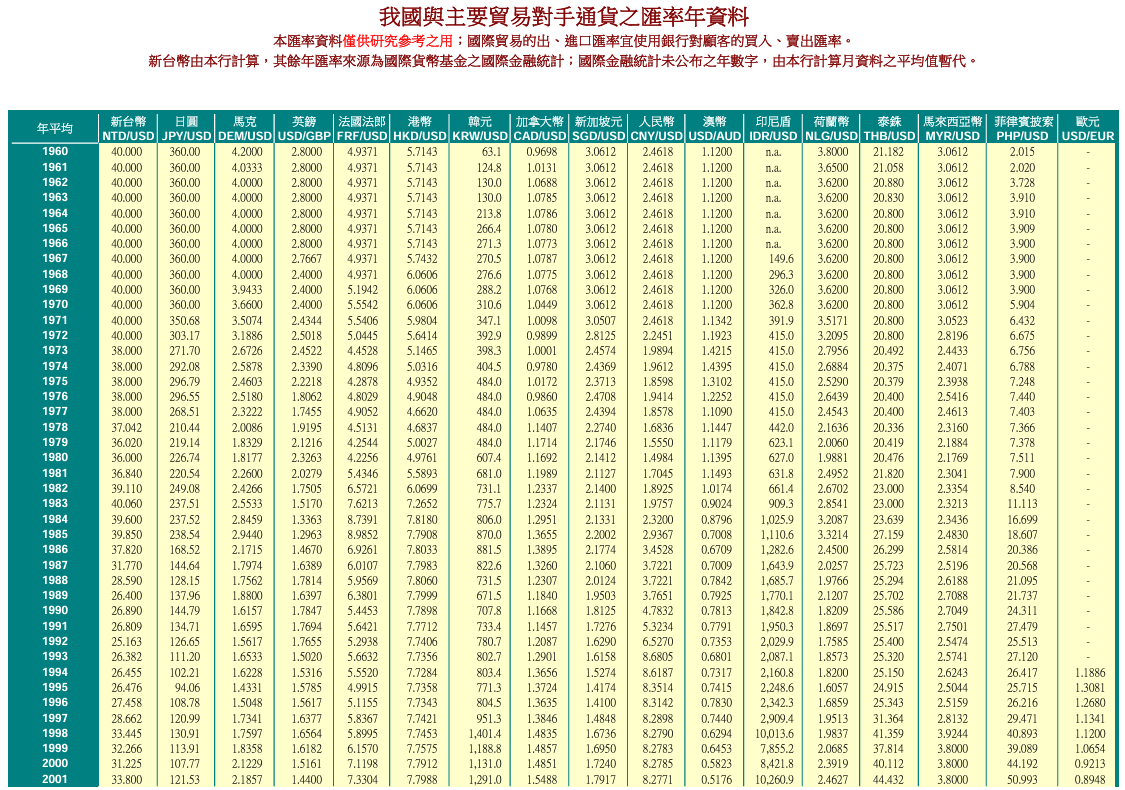 我國與主要貿易對手通貨之匯率年資料
本匯率資料僅供研究參考之用；國際貿易的出、進口匯率宜使用銀行對顧客的買入、賣出匯率。
新台幣由本行計算，其餘年匯率來源為國際貨幣基金之國際金融統計；國際金融統計未公布之年數字，由本行計算月資料之平均值暫代。
年平均 新台幣 日圓 馬克 英鎊 法國法郎 港幣 韓元 加拿大幣 新加坡元 人民幣 澳幣 印尼盾 荷蘭幣 泰銖 馬來西亞幣 菲律賓披索 歐元
NTD/USD JPY/USD DEM/USD USD/GBP FRF/USD HKD/USD KRW/USD CAD/USD SGD/USD CNY/USD USD/AUD IDR/USD NLG/USD THB/USD MYR/USD PHP/USD USD/EUR
1960 40.000 360.00 4.2000 2.8000 4.9371 5.7143 63.1 0.9698 3.0612 2.4618 1.1200 n.a. 3.8000 21.182 3.0612 2.015 -
1961 40.000 360.00 4.0333 2.8000 4.9371 5.7143 124.8 1.0131 3.0612 2.4618 1.1200 n.a. 3.6500 21.058 3.0612 2.020 -
1962 40.000 360.00 4.0000 2.8000 4.9371 5.7143 130.0 1.0688 3.0612 2.4618 1.1200 n.a. 3.6200 20.880 3.0612 3.728 -
1963 40.000 360.00 4.0000 2.8000 4.9371 5.7143 130.0 1.0785 3.0612 2.4618 1.1200 n.a. 3.6200 20.830 3.0612 3.910 -
1964 40.000 360.00 4.0000 2.8000 4.9371 5.7143 213.8 1.0786 3.0612 2.4618 1.1200 n.a. 3.6200 20.800 3.0612 3.910 -
1965 40.000 360.00 4.0000 2.8000 4.9371 5.7143 266.4 1.0780 3.0612 2.4618 1.1200 n.a. 3.6200 20.800 3.0612 3.909 -
1966 40.000 360.00 4.0000 2.8000 4.9371 5.7143 271.3 1.0773 3.0612 2.4618 1.1200 n.a. 3.6200 20.800 3.0612 3.900 -
1967 40.000 360.00 4.0000 2.7667 4.9371 5.7432 270.5 1.0787 3.0612 2.4618 1.1200 149.6 3.6200 20.800 3.0612 3.900 -
1968 40.000 360.00 4.0000 2.4000 4.9371 6.0606 276.6 1.0775 3.0612 2.4618 1.1200 296.3 3.6200 20.800 3.0612 3.900 -
1969 40.000 360.00 3.9433 2.4000 5.1942 6.0606 288.2 1.0768 3.0612 2.4618 1.1200 326.0 3.6200 20.800 3.0612 3.900 -
1970 40.000 360.00 3.6600 2.4000 5.5542 6.0606 310.6 1.0449 3.0612 2.4618 1.1200 362.8 3.6200 20.800 3.0612 5.904 -
1971 40.000 350.68 3.5074 2.4344 5.5406 5.9804 347.1 1.0098 3.0507 2.4618 1.1342 391.9 3.5171 20.800 3.0523 6.432 -
1972 40.000 303.17 3.1886 2.5018 5.0445 5.6414 392.9 0.9899 2.8125 2.2451 1.1923 415.0 3.2095 20.800 2.8196 6.675 -
1973 38.000 271.70 2.6726 2.4522 4.4528 5.1465 398.3 1.0001 2.4574 1.9894 1.4215 415.0 2.7956 20.492 2.4433 6.756 -
1974 38.000 292.08 2.5878 2.3390 4.8096 5.0316 404.5 0.9780 2.4369 1.9612 1.4395 415.0 2.6884 20.375 2.4071 6.788 -
1975 38.000 296.79 2.4603 2.2218 4.2878 4.9352 484.0 1.0172 2.3713 1.8598 1.3102 415.0 2.5290 20.379 2.3938 7.248 -
1976 38.000 296.55 2.5180 1.8062 4.8029 4.9048 484.0 0.9860 2.4708 1.9414 1.2252 415.0 2.6439 20.400 2.5416 7.440 -
1977 38.000 268.51 2.3222 1.7455 4.9052 4.6620 484.0 1.0635 2.4394 1.8578 1.1090 415.0 2.4543 20.400 2.4613 7.403 -
1978 37.042 210.44 2.0086 1.9195 4.5131 4.6837 484.0 1.1407 2.2740 1.6836 1.1447 442.0 2.1636 20.336 2.3160 7.366 -
1979 36.020 219.14 1.8329 2.1216 4.2544 5.0027 484.0 1.1714 2.1746 1.5550 1.1179 623.1 2.0060 20.419 2.1884 7.378 -
1980 36.000 226.74 1.8177 2.3263 4.2256 4.9761 607.4 1.1692 2.1412 1.4984 1.1395 627.0 1.9881 20.476 2.1769 7.511 -
1981 36.840 220.54 2.2600 2.0279 5.4346 5.5893 681.0 1.1989 2.1127 1.7045 1.1493 631.8 2.4952 21.820 2.3041 7.900 -
1982 39.110 249.08 2.4266 1.7505 6.5721 6.0699 731.1 1.2337 2.1400 1.8925 1.0174 661.4 2.6702 23.000 2.3354 8.540 -
1983 40.060 237.51 2.5533 1.5170 7.6213 7.2652 775.7 1.2324 2.1131 1.9757 0.9024 909.3 2.8541 23.000 2.3213 11.113 -
1984 39.600 237.52 2.8459 1.3363 8.7391 7.8180 806.0 1.2951 2.1331 2.3200 0.8796 1,025.9 3.2087 23.639 2.3436 16.699 -
1985 39.850 238.54 2.9440 1.2963 8.9852 7.7908 870.0 1.3655 2.2002 2.9367 0.7008 1,110.6 3.3214 27.159 2.4830 18.607 -
1986 37.820 168.52 2.1715 1.4670 6.9261 7.8033 881.5 1.3895 2.1774 3.4528 0.6709 1,282.6 2.4500 26.299 2.5814 20.386 -
1987 31.770 144.64 1.7974 1.6389 6.0107 7.7983 822.6 1.3260 2.1060 3.7221 0.7009 1,643.9 2.0257 25.723 2.5196 20.568 -
1988 28.590 128.15 1.7562 1.7814 5.9569 7.8060 731.5 1.2307 2.0124 3.7221 0.7842 1,685.7 1.9766 25.294 2.6188 21.095 -
1989 26.400 137.96 1.8800 1.6397 6.3801 7.7999 671.5 1.1840 1.9503 3.7651 0.7925 1,770.1 2.1207 25.702 2.7088 21.737 -
1990 26.890 144.79 1.6157 1.7847 5.4453 7.7898 707.8 1.1668 1.8125 4.7832 0.7813 1,842.8 1.8209 25.586 2.7049 24.311 -
1991 26.809 134.71 1.6595 1.7694 5.6421 7.7712 733.4 1.1457 1.7276 5.3234 0.7791 1,950.3 1.8697 25.517 2.7501 27.479 -
1992 25.163 126.65 1.5617 1.7655 5.2938 7.7406 780.7 1.2087 1.6290 6.5270 0.7353 2,029.9 1.7585 25.400 2.5474 25.513 -
1993 26.382 111.20 1.6533 1.5020 5.6632 7.7356 802.7 1.2901 1.6158 8.6805 0.6801 2,087.1 1.8573 25.320 2.5741 27.120 -
1994 26.455 102.21 1.6228 1.5316 5.5520 7.7284 803.4 1.3656 1.5274 8.6187 0.7317 2,160.8 1.8200 25.150 2.6243 26.417 1.1886
1995 26.476 94.06 1.4331 1.5785 4.9915 7.7358 771.3 1.3724 1.4174 8.3514 0.7415 2,248.6 1.6057 24.915 2.5044 25.715 1.3081
1996 27.458 108.78 1.5048 1.5617 5.1155 7.7343 804.5 1.3635 1.4100 8.3142 0.7830 2,342.3 1.6859 25.343 2.5159 26.216 1.2680
1997 28.662 120.99 1.7341 1.6377 5.8367 7.7421 951.3 1.3846 1.4848 8.2898 0.7440 2,909.4 1.9513 31.364 2.8132 29.471 1.1341
1998 33.445 130.91 1.7597 1.6564 5.8995 7.7453 1,401.4 1.4835 1.6736 8.2790 0.6294 10,013.6 1.9837 41.359 3.9244 40.893 1.1200
1999 32.266 113.91 1.8358 1.6182 6.1570 7.7575 1,188.8 1.4857 1.6950 8.2783 0.6453 7,855.2 2.0685 37.814 3.8000 39.089 1.0654
2000 31.225 107.77 2.1229 1.5161 7.1198 7.7912 1,131.0 1.4851 1.7240 8.2785 0.5823 8,421.8 2.3919 40.112 3.8000 44.192 0.9213
2001 33.800 121.53 2.1857 1.4400 7.3304 7.7988 1,291.0 1.5488 1.7917 8.2771 0.5176 10,260.9 2.4627 44.432 3.8000 50.993 0.8948